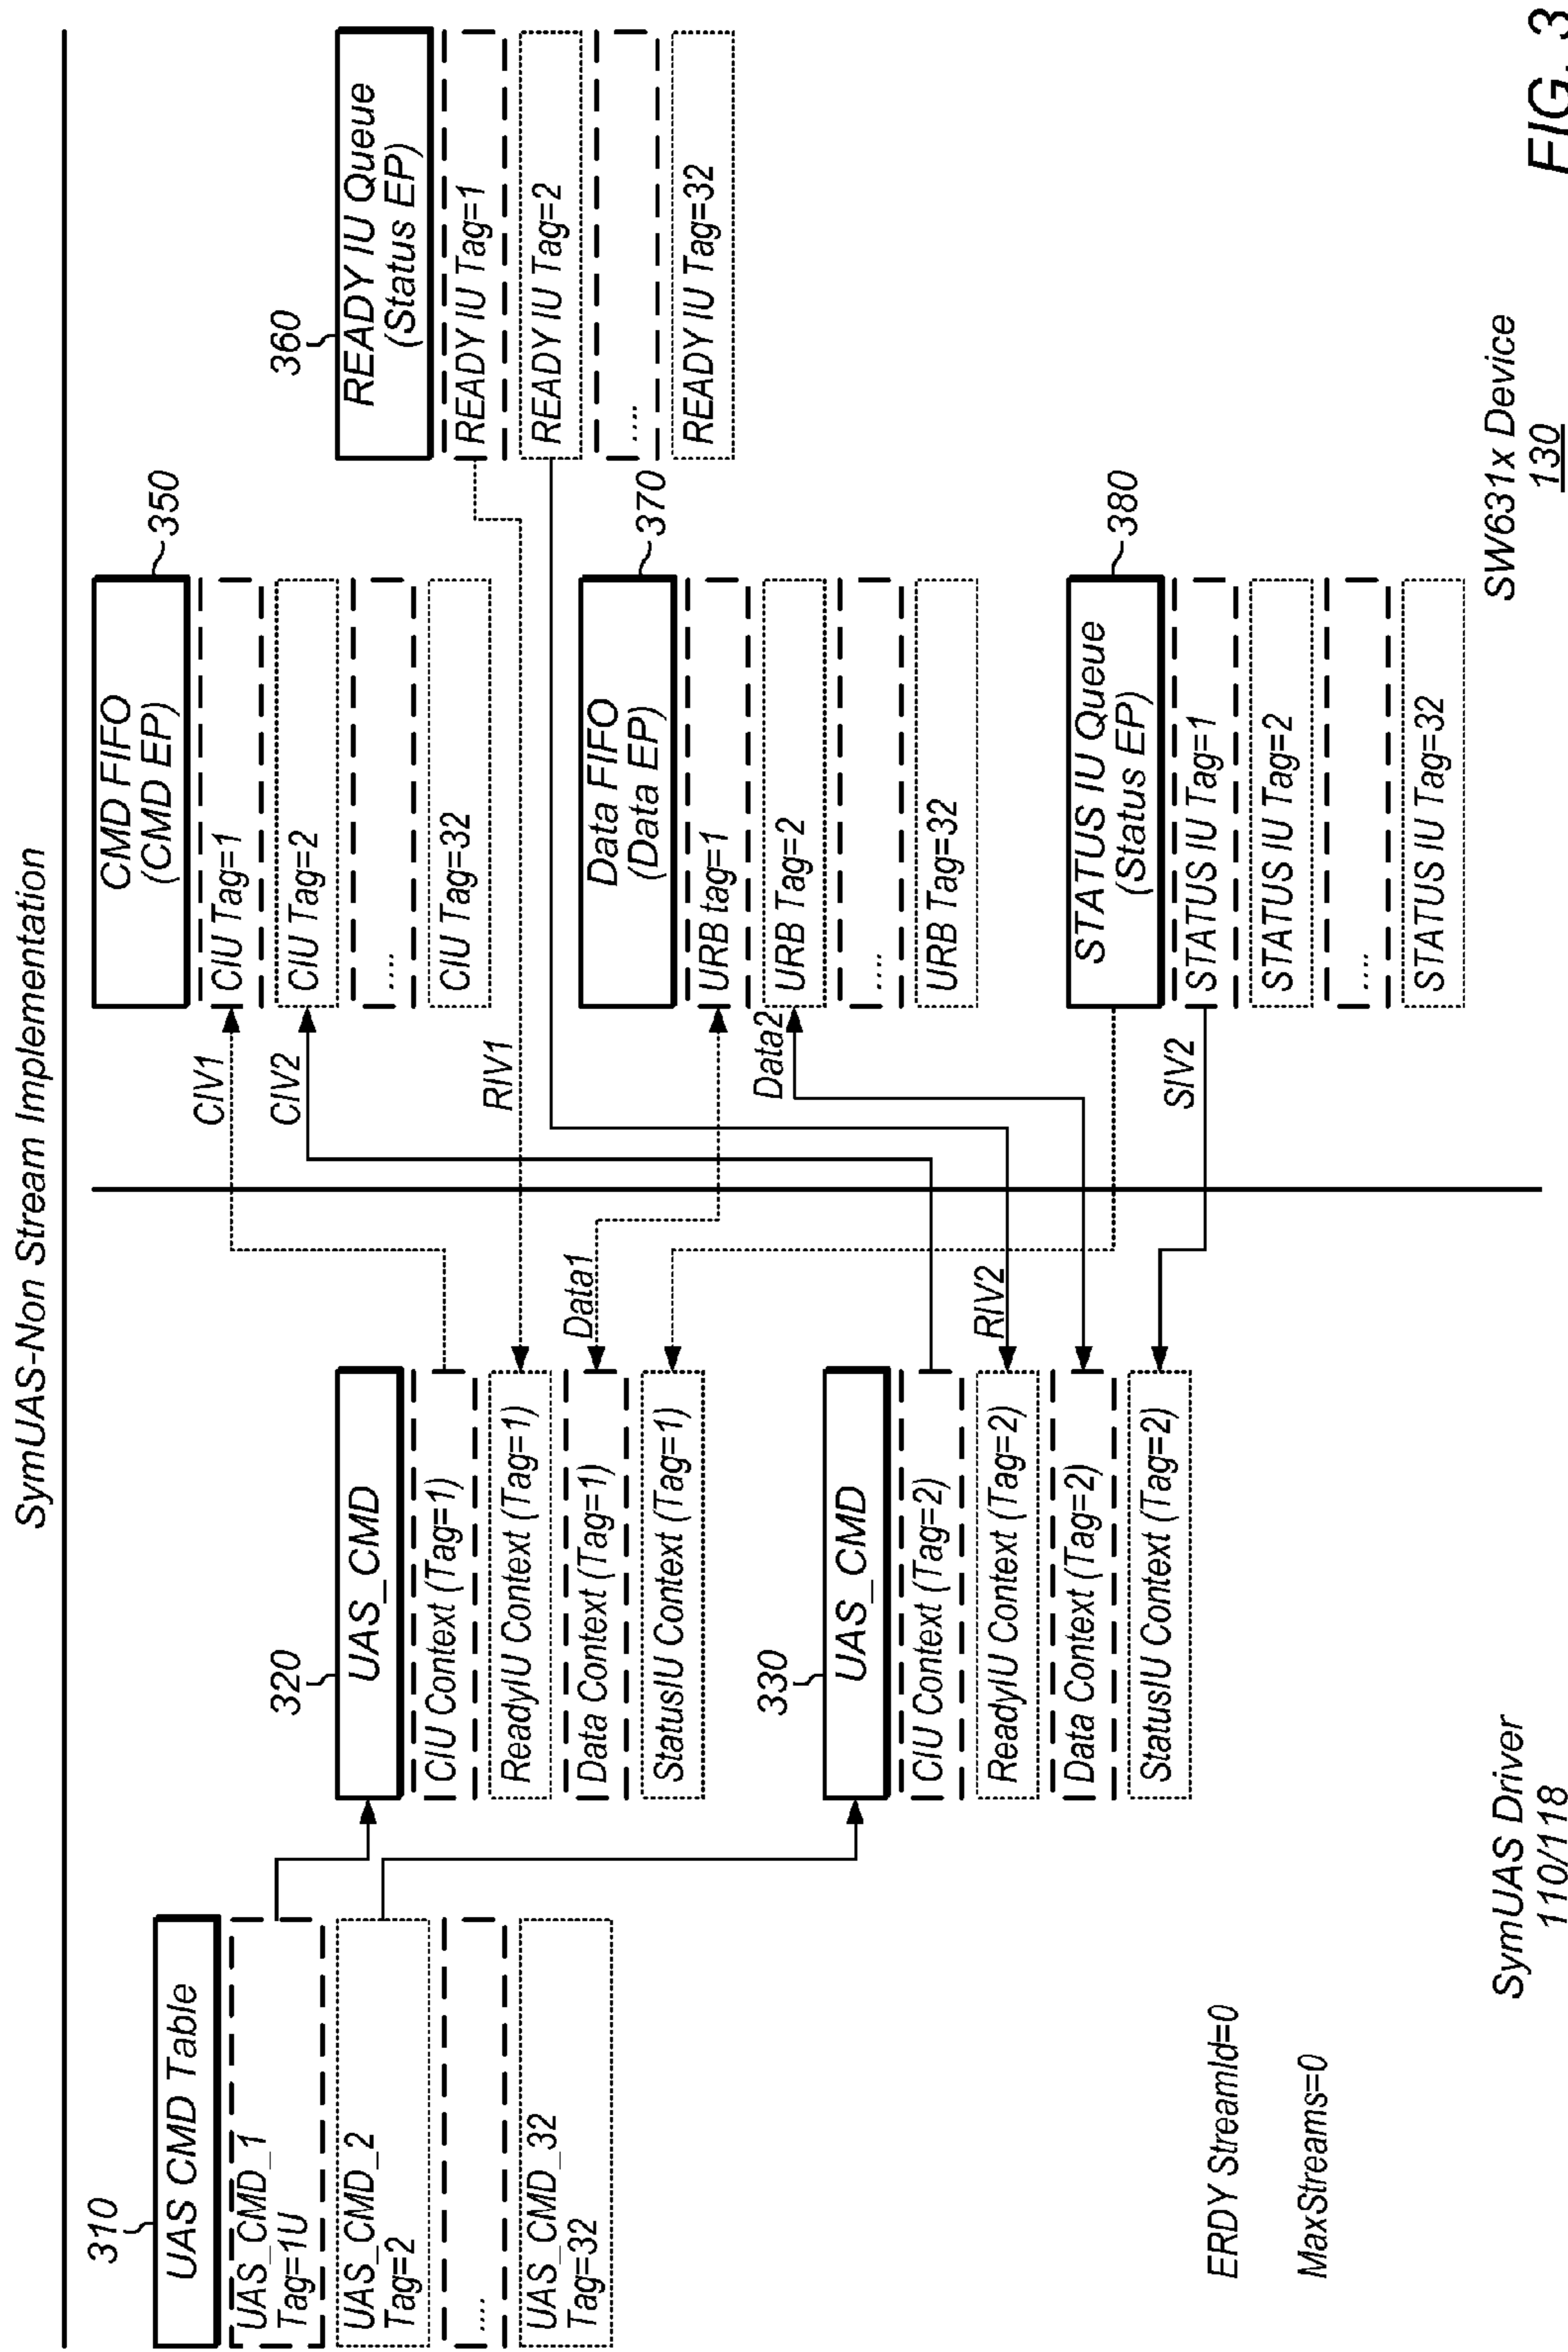 SymUAS-Non Stream Implementation
310
UAS CMD Table
UAS_CMD_1
Tag=1U
UAS_CMD_2
Tag=2
....
UAS_CMD_32
Tag=32
320
UAS_CMD
CIU Context (Tag=1)
ReadyIU Context (Tag=1)
Data Context (Tag=1)
StatusIU Context (Tag=1)
330
UAS_CMD
CIU Context (Tag=2)
ReadyIU Context (Tag=2)
Data Context (Tag=2)
StatusIU Context (Tag=2)
CIV1
CIV2
RIV1
Data1
Data2
RIV2
SIV2
350
CMD FIFO
(CMD EP)
CIU Tag=1
CIU Tag=2
....
CIU Tag=32
360
READY IU Queue
(Status EP)
READY IU Tag=1
READY IU Tag=2
....
READY IU Tag=32
370
Data FIFO
(Data EP)
URB tag=1
URB Tag=2
....
URB Tag=32
380
STATUS IU Queue
(Status EP)
STATUS IU Tag=1
STATUS IU Tag=2
....
STATUS IU Tag=32
ERDY StreamId=0
MaxStreams=0
SymUAS Driver
110/118
SW631x Device
130
FIG. 3